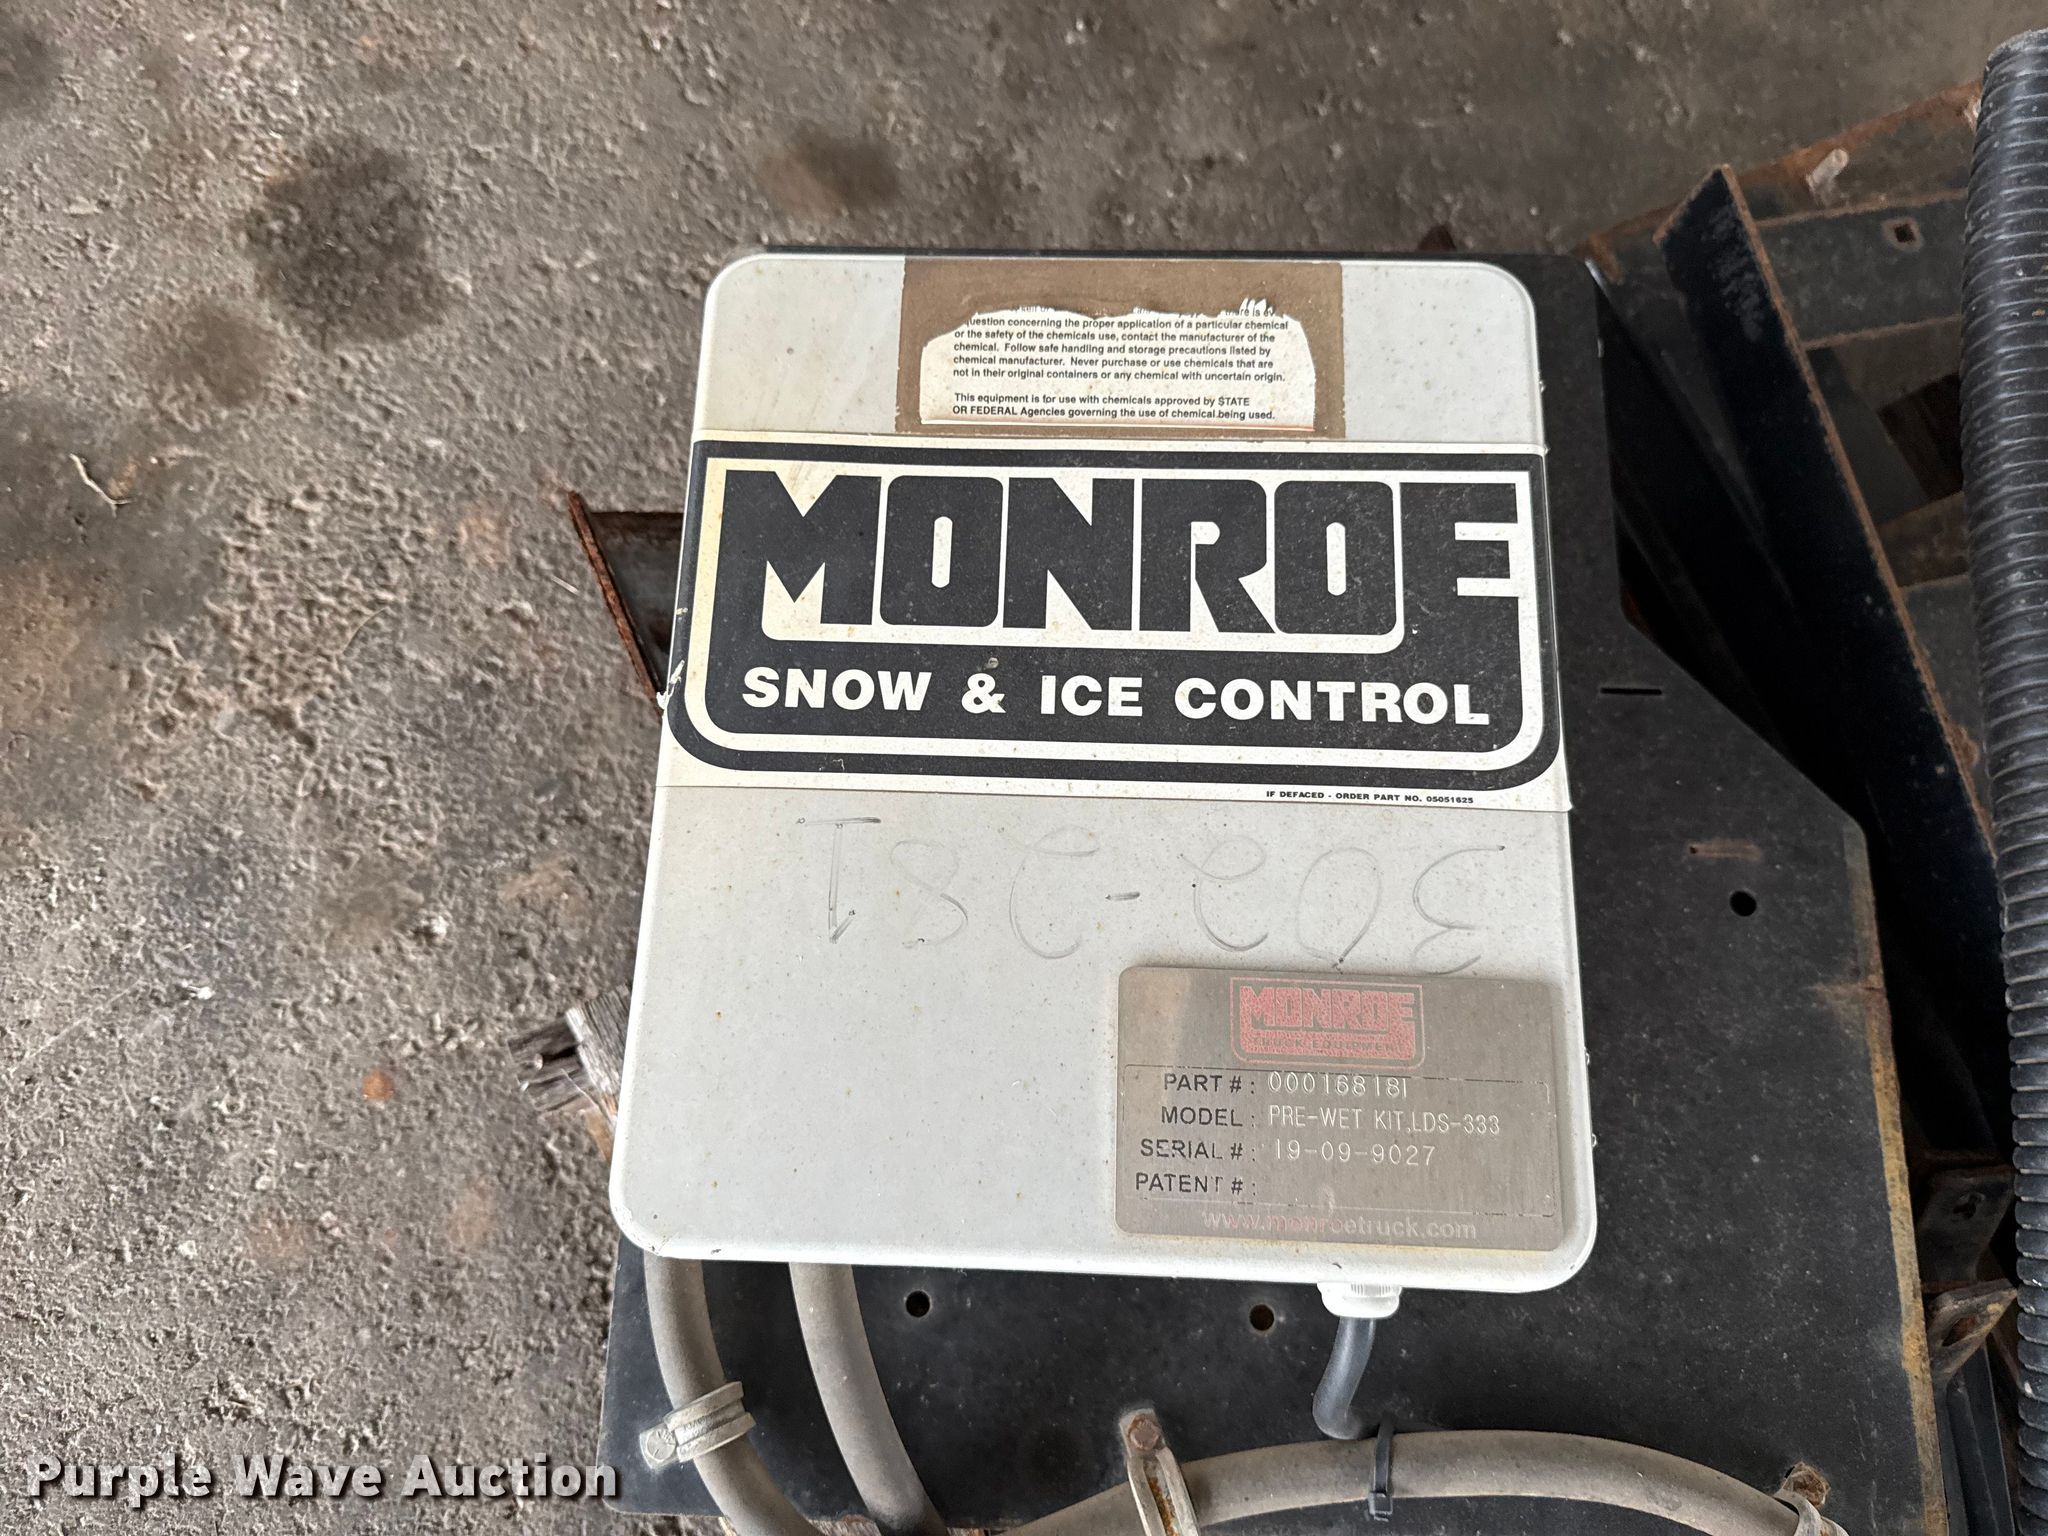 question concerning the proper application of a particular chemical
or the safety of the chemicals use, contact the manufacturer of the
chemical. Follow safe handling and storage precautions listed by
chemical manufacturer. Never purchase or use chemicals that are
not in their original containers or any chemical with uncertain origin.
This equipment is for use with chemicals approved by STATE
OR FEDERAL Agencies governing the use of chemical being used.
MONROE
SNOW & ICE CONTROL
IF DEFACED - ORDER PART NO. 05051625
MONROE
TRUCK EQUIPMENT
PART #: 00016818I
MODEL: PRE-WET KIT,LDS-333
SERIAL #: 19-09-9027
PATENT #:
www.monroetruck.com
Purple Wave Auction